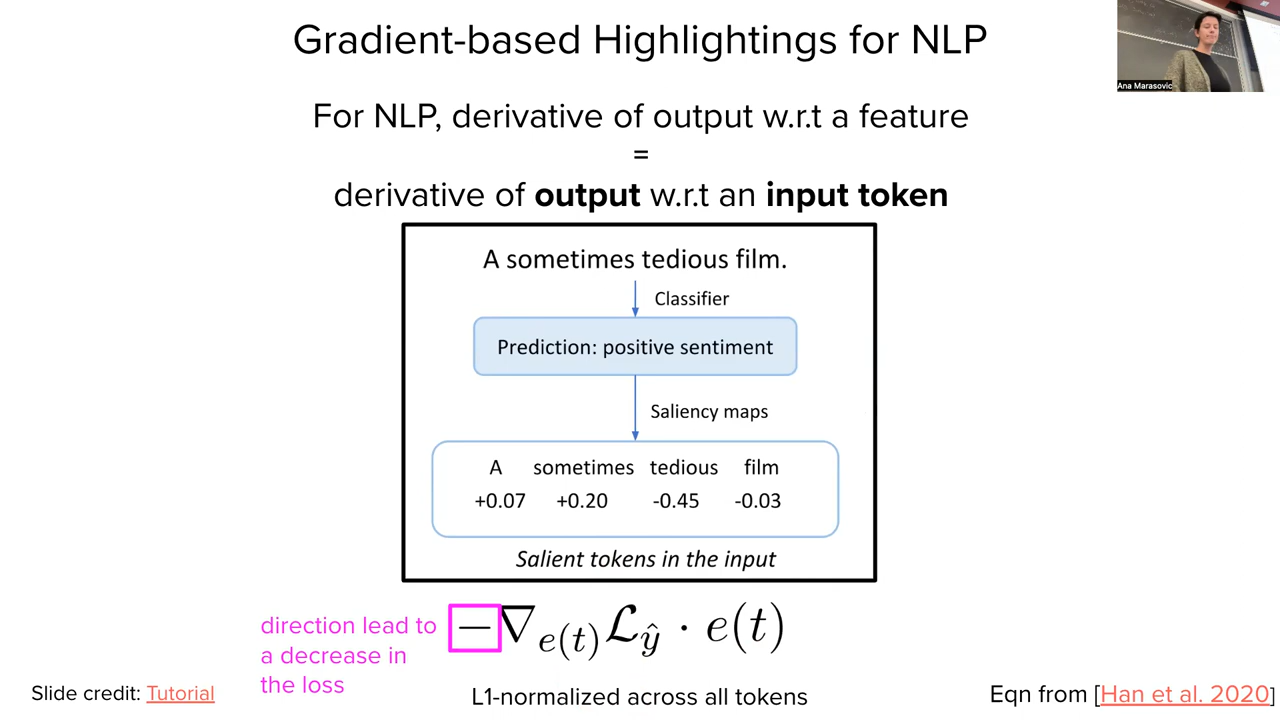 Gradient-based Highlightings for NLP
Ana Marasovic
For NLP, derivative of output w.r.t a feature
=
derivative of output w.r.t an input token
A sometimes tedious film.
Classifier
Prediction: positive sentiment
Saliency maps
A sometimes tedious film
+0.07 +0.20 -0.45 -0.03
Salient tokens in the input
direction lead to
a decrease in
the loss
−∇_{e(t)} ℒ_{ŷ} · e(t)
L1-normalized across all tokens
Slide credit: Tutorial
Eqn from [Han et al. 2020]